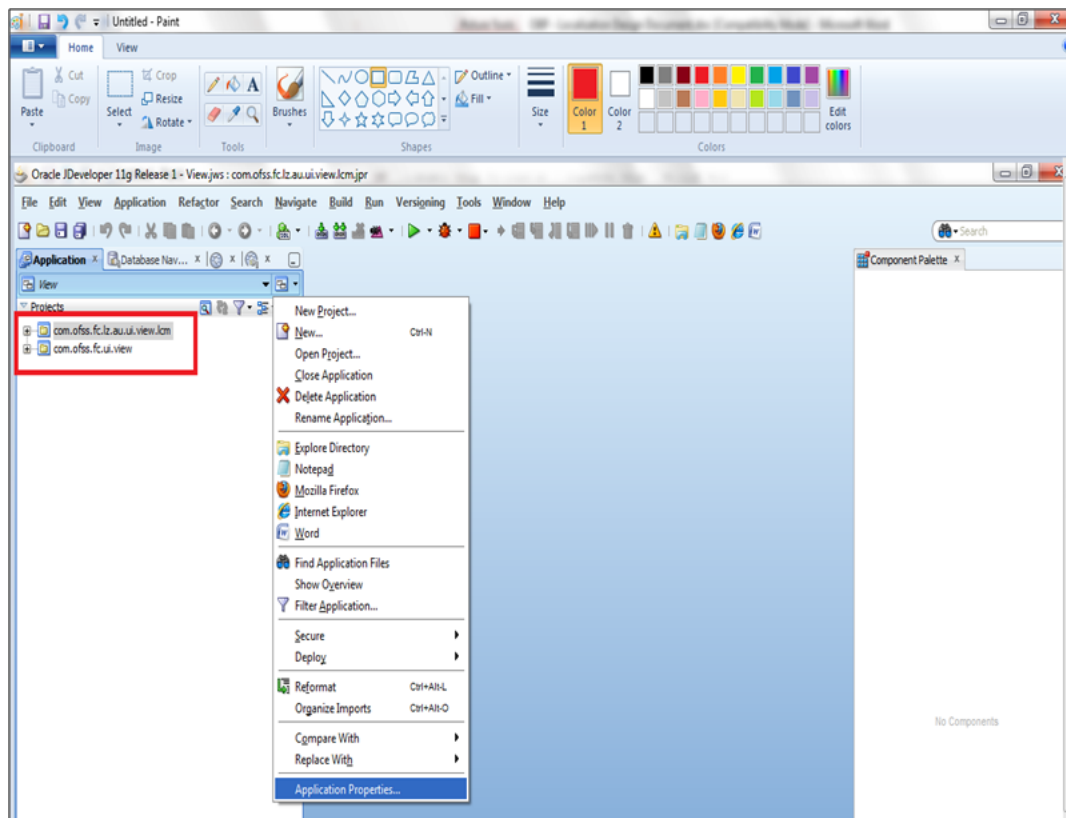 Untitled - Paint
Home View
Cut
Copy
Paste
Crop
Resize
Rotate
Select
A
Brushes
Outline
Fill
Size
Color 1
Color 2
Edit colors
Clipboard Image Tools Shapes Colors
Oracle JDeveloper 11g Release 1 - View.jws : com.ofss.fc.lz.au.ui.view.lcm.jpr
File Edit View Application Refactor Search Navigate Build Run Versioning Tools Window Help
Search
Application x Database Nav... x x x
Component Palette x
View
Projects
com.ofss.fc.lz.au.ui.view.lcm
com.ofss.fc.ui.view
New Project...
New... Ctrl-N
Open Project...
Close Application
Delete Application
Rename Application...
Explore Directory
Notepad
Mozilla Firefox
Internet Explorer
Word
Find Application Files
Show Overview
Filter Application...
Secure
Deploy
Reformat Ctrl+Alt-L
Organize Imports Ctrl+Alt-O
Compare With
Replace With
Application Properties...
No Components